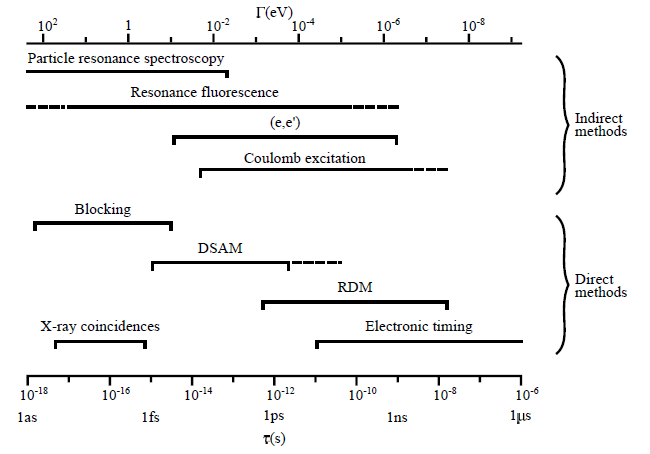 Γ(eV)
10² 1 10⁻² 10⁻⁴ 10⁻⁶ 10⁻⁸
Particle resonance spectroscopy
Resonance fluorescence
(e,e')
Coulomb excitation
Indirect
methods
Blocking
DSAM
RDM
X-ray coincidences
Electronic timing
Direct
methods
10⁻¹⁸ 10⁻¹⁶ 10⁻¹⁴ 10⁻¹² 10⁻¹⁰ 10⁻⁸ 10⁻⁶
1as 1fs 1ps 1ns 1μs
τ(s)